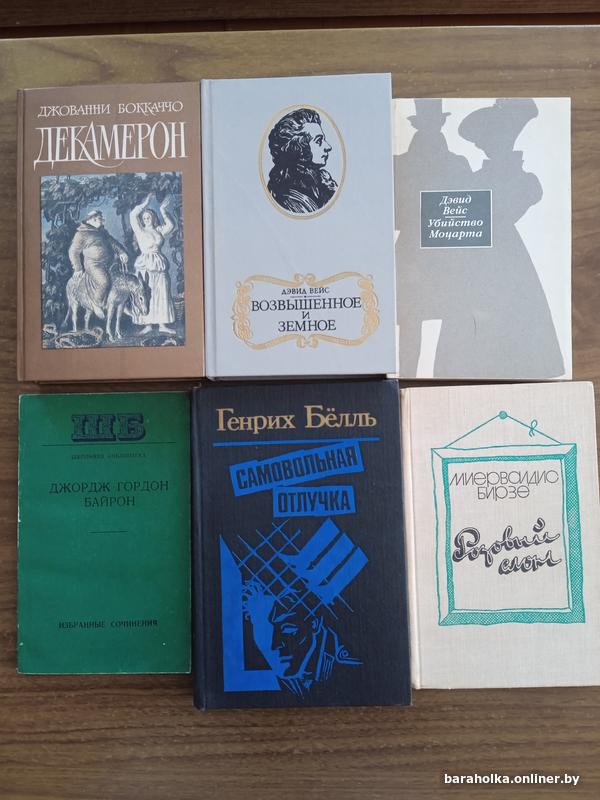 ДЖОВАННИ БОККАЧЧО
ДЕКАМЕРОН
ДЭВИД ВЕЙС
ВОЗВЫШЕННОЕ
И
ЗЕМНОЕ
Дэвид
Вейс
Убийство
Моцарта
ШБ
ШКОЛЬНАЯ БИБЛИОТЕКА
ДЖОРДЖ ГОРДОН
БАЙРОН
ИЗБРАННЫЕ СОЧИНЕНИЯ
Генрих Бёлль
САМОВОЛЬНАЯ
ОТЛУЧКА
МИЕРВАЛДИС
БИРЗЕ
Розовый
слон
baraholka.onliner.by